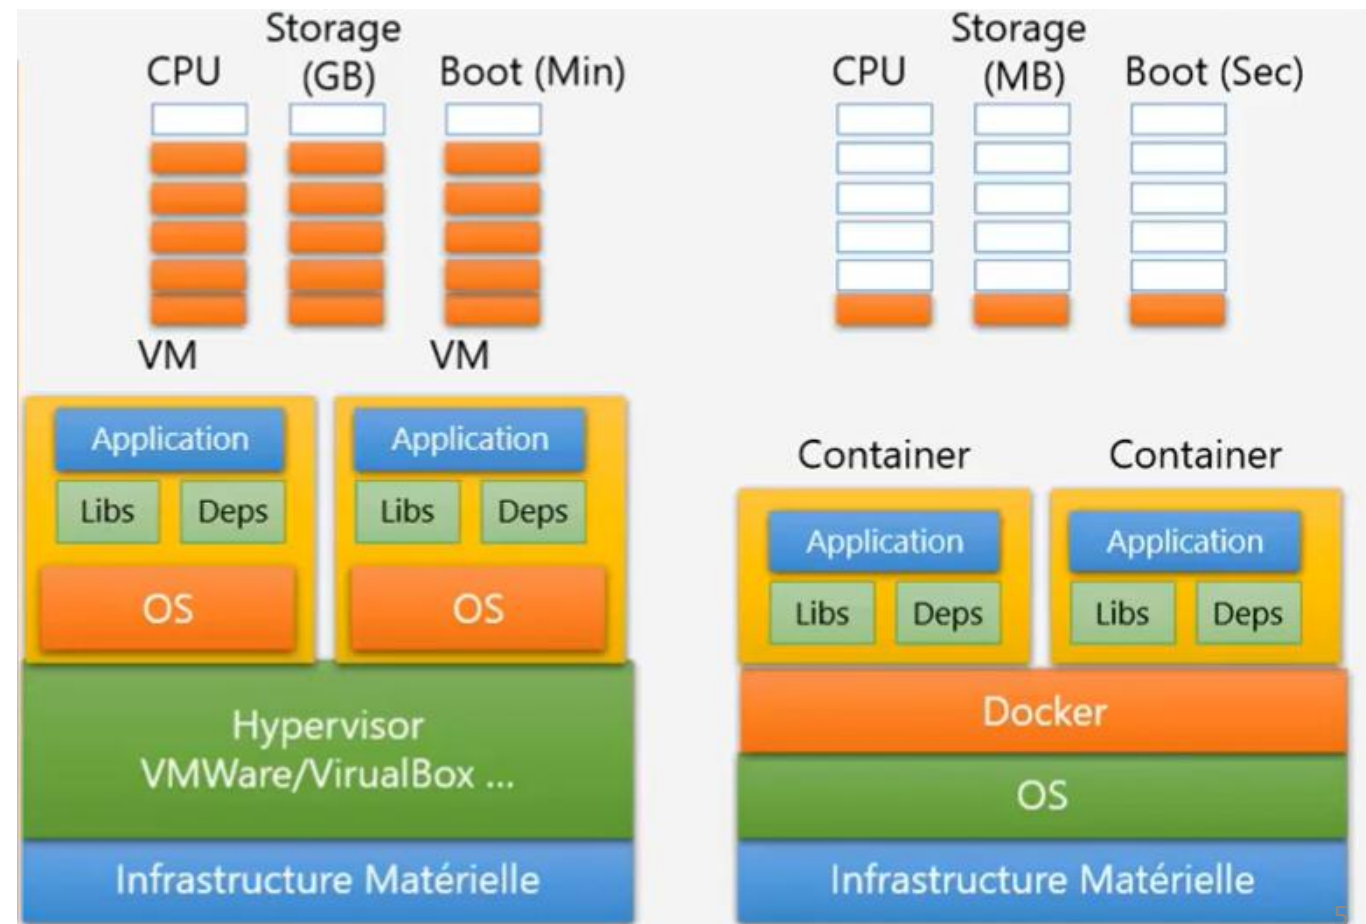 CPU
Storage
(GB)
Boot (Min)
VM
VM
Application
Libs
Deps
OS
Application
Libs
Deps
OS
Hypervisor
VMWare/VirualBox ...
Infrastructure Matérielle
CPU
Storage
(MB)
Boot (Sec)
Container
Container
Application
Libs
Deps
Application
Libs
Deps
Docker
OS
Infrastructure Matérielle